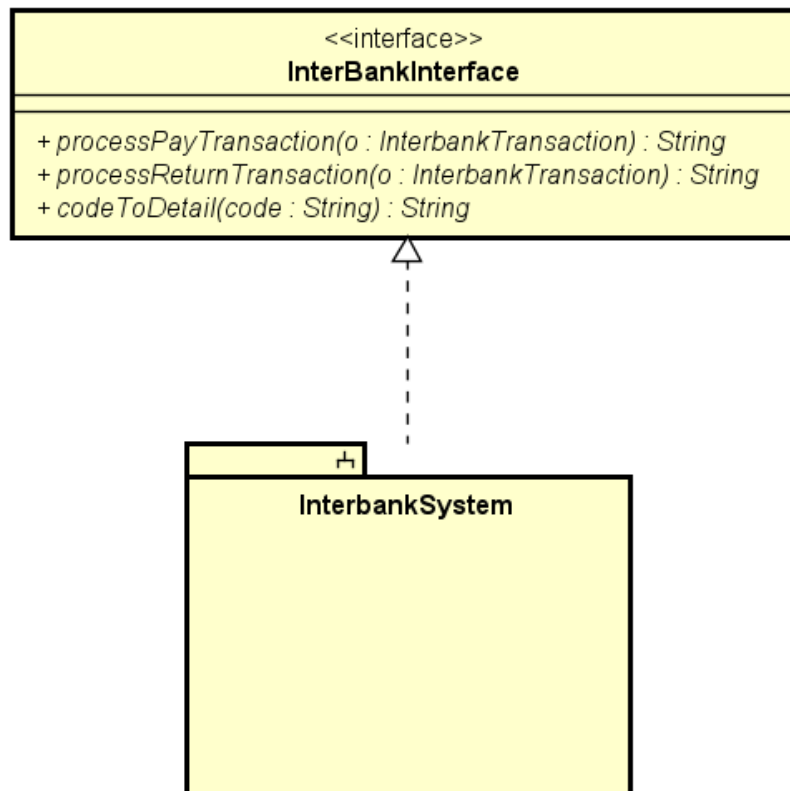 <<interface>>
InterBankInterface
+ processPayTransaction(o : InterbankTransaction) : String
+ processReturnTransaction(o : InterbankTransaction) : String
+ codeToDetail(code : String) : String
InterbankSystem